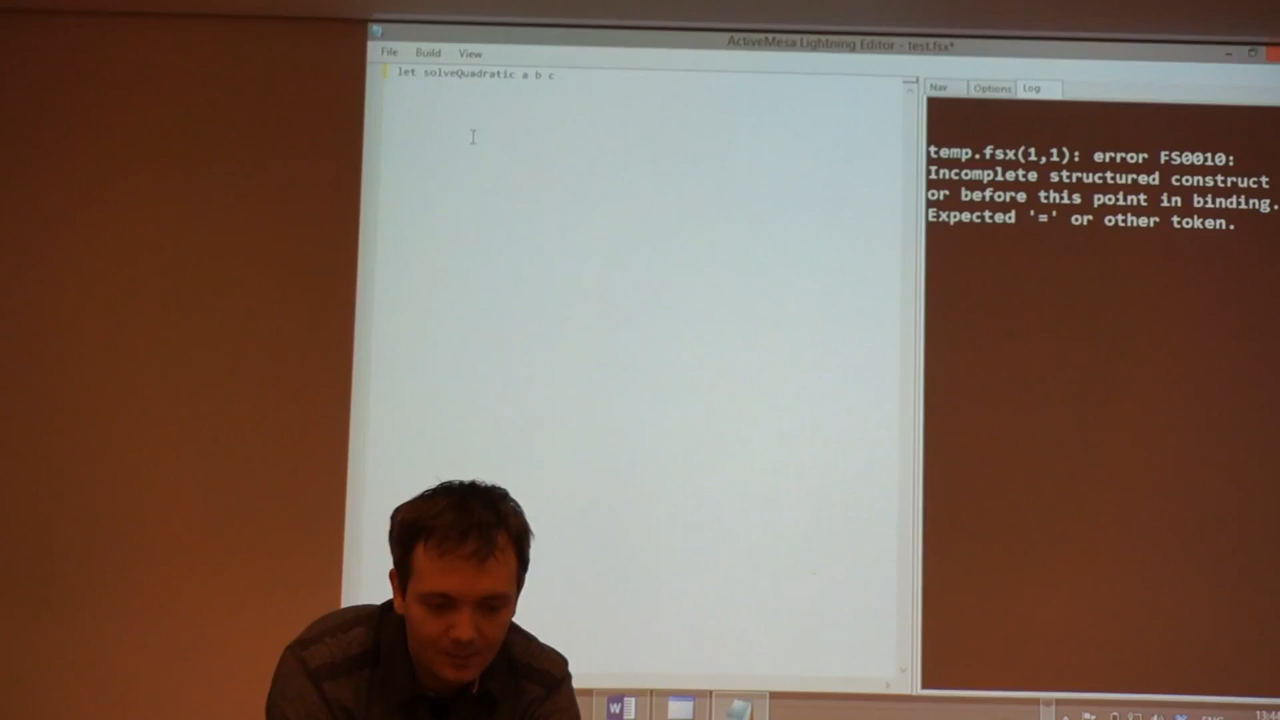 ActiveMesa Lightning Editor - test.fsx*
File Build View
let solveQuadratic a b c
Nav Options Log
temp.fsx(1,1): error FS0010:
Incomplete structured construct
or before this point in binding.
Expected '=' or other token.
W
ENG